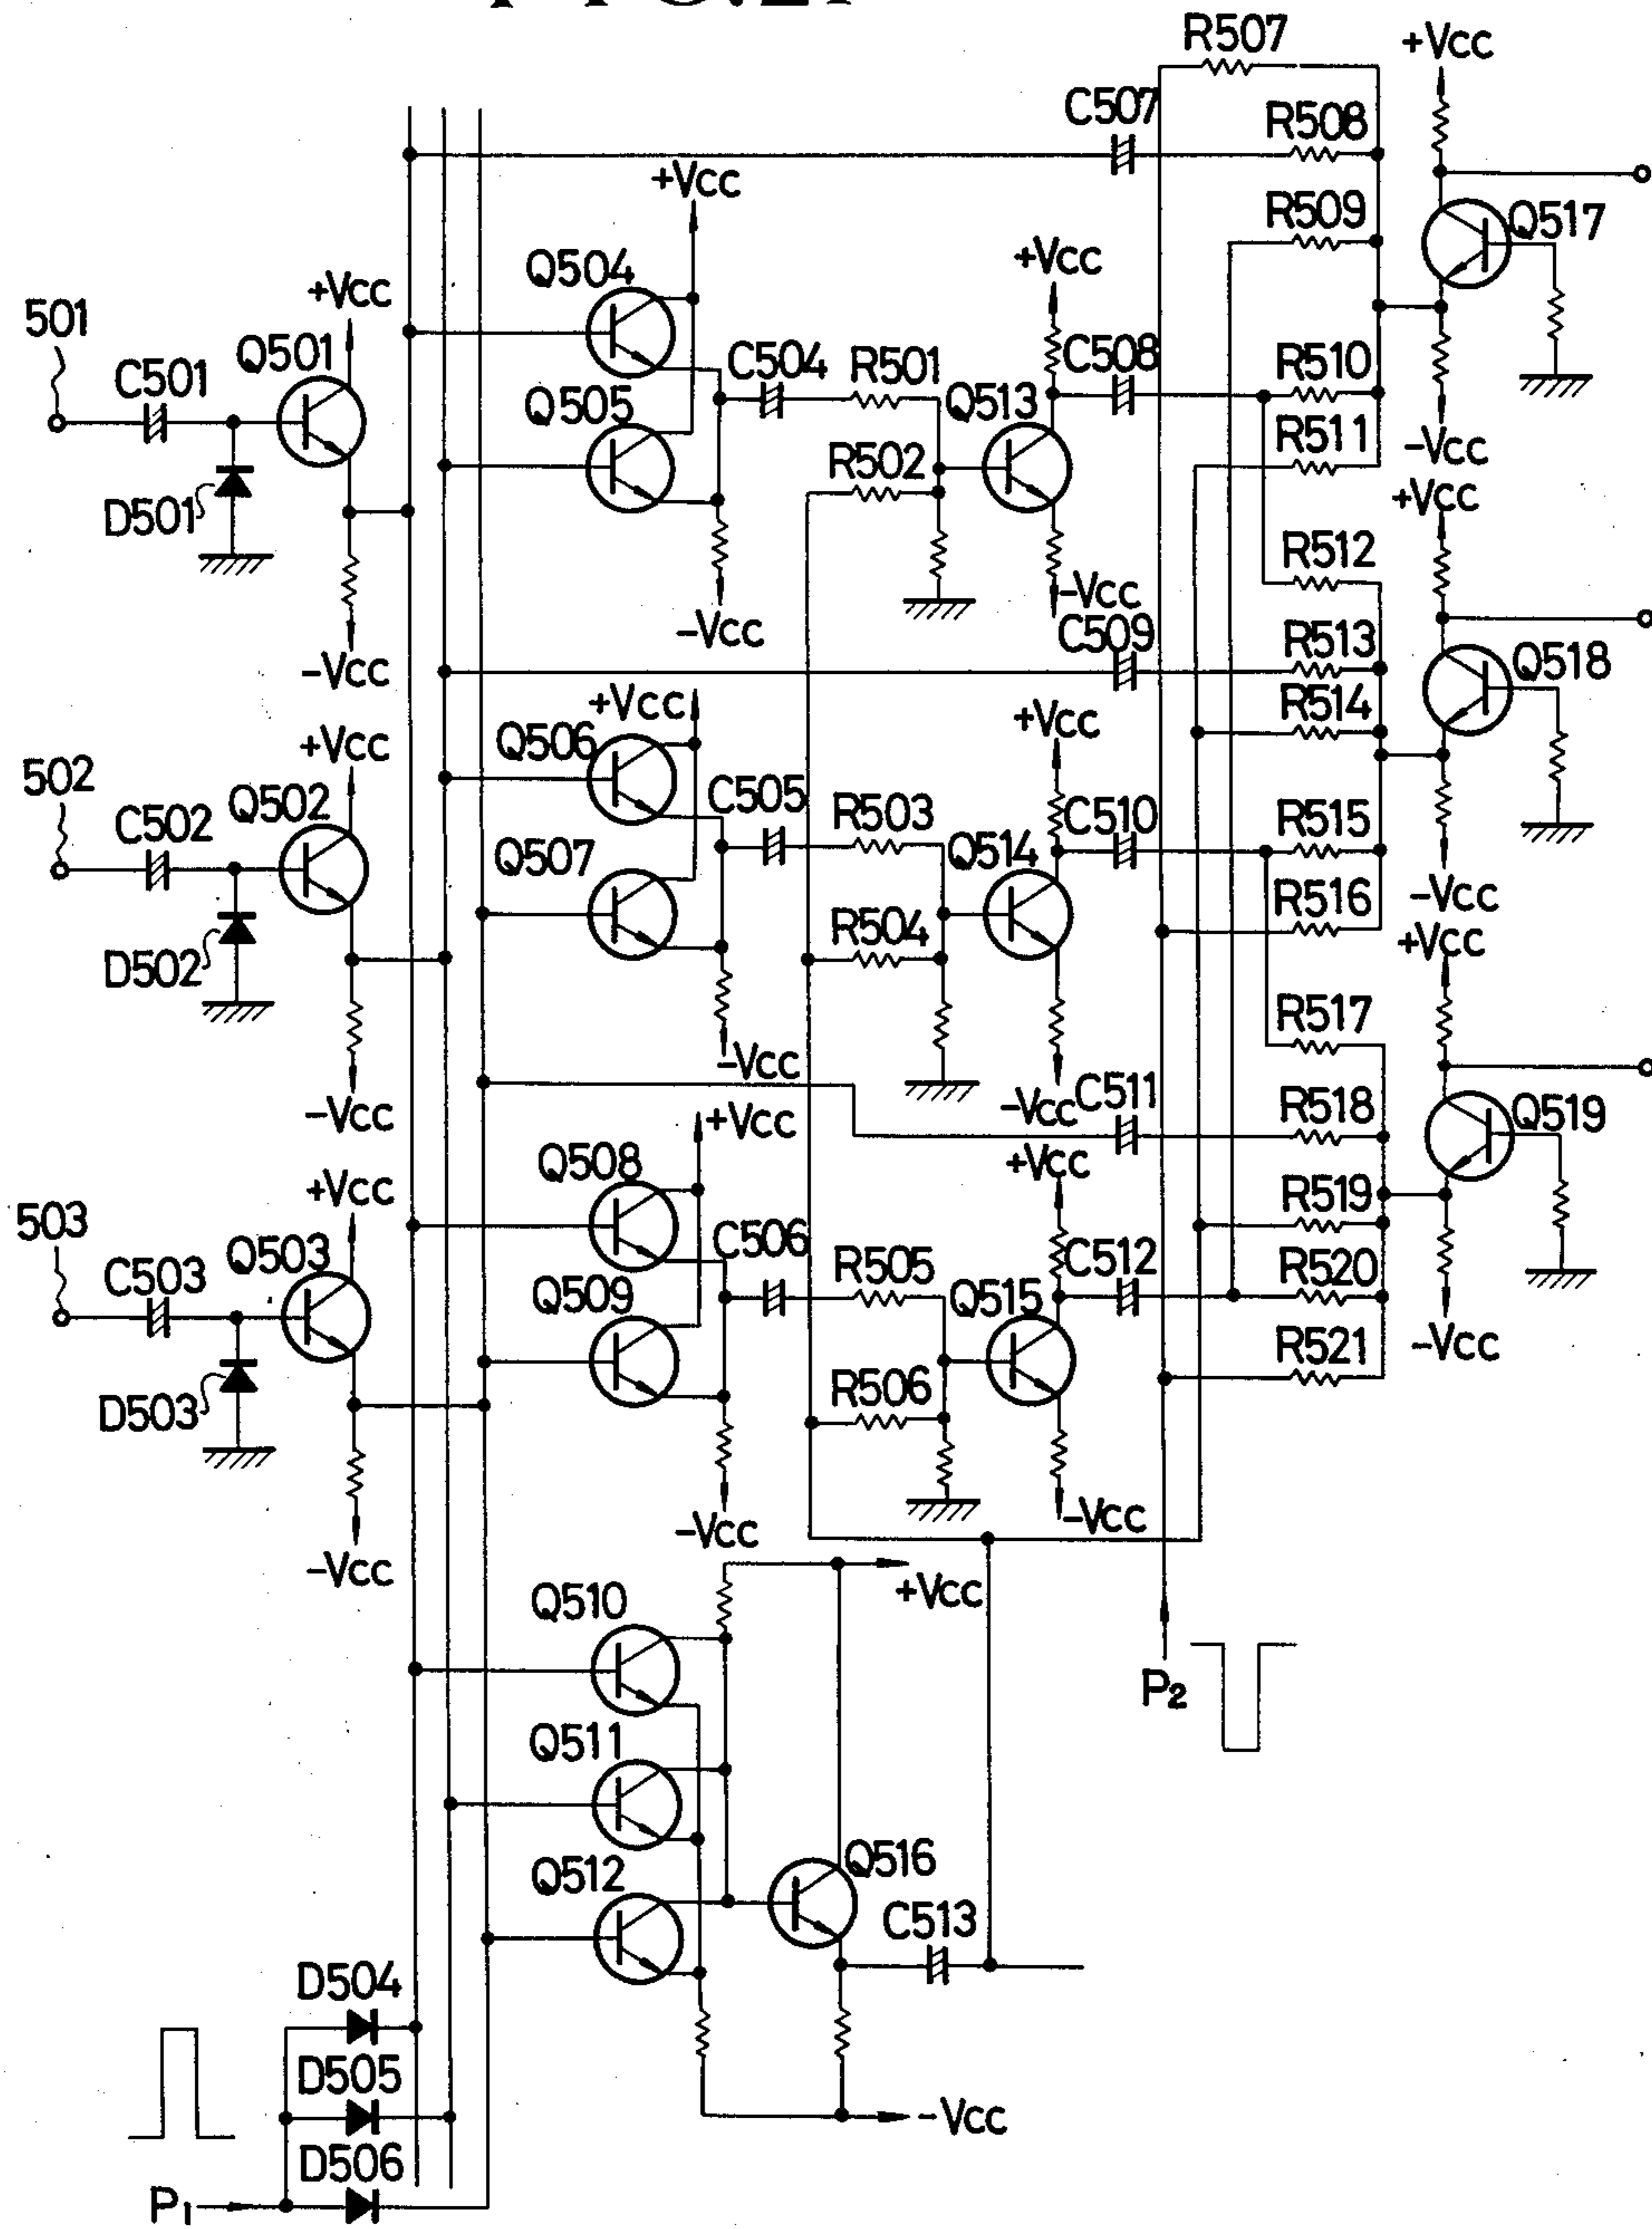 FIG.21
R507
+Vcc
C507
R508
+Vcc
R509
Q517
Q504
+Vcc
+Vcc
501
C501
Q501
C504
R501
C508
R510
Q505
Q513
R511
-Vcc
R502
+Vcc
D501
R512
-Vcc
-Vcc
C509
R513
-Vcc
Q518
+Vcc
R514
Q506
+Vcc
+Vcc
502
C502
Q502
C505
R503
C510
R515
Q507
Q514
-Vcc
R516
R504
+Vcc
D502
R517
-Vcc
-Vcc
C511
-Vcc
+Vcc
R518
Q519
Q508
+Vcc
+Vcc
R519
503
C503
Q503
C506
R505
C512
R520
Q509
Q515
-Vcc
R521
R506
D503
-Vcc
-Vcc
-Vcc
+Vcc
Q510
P2
Q511
Q512
Q516
C513
D504
D505
-Vcc
D506
P1